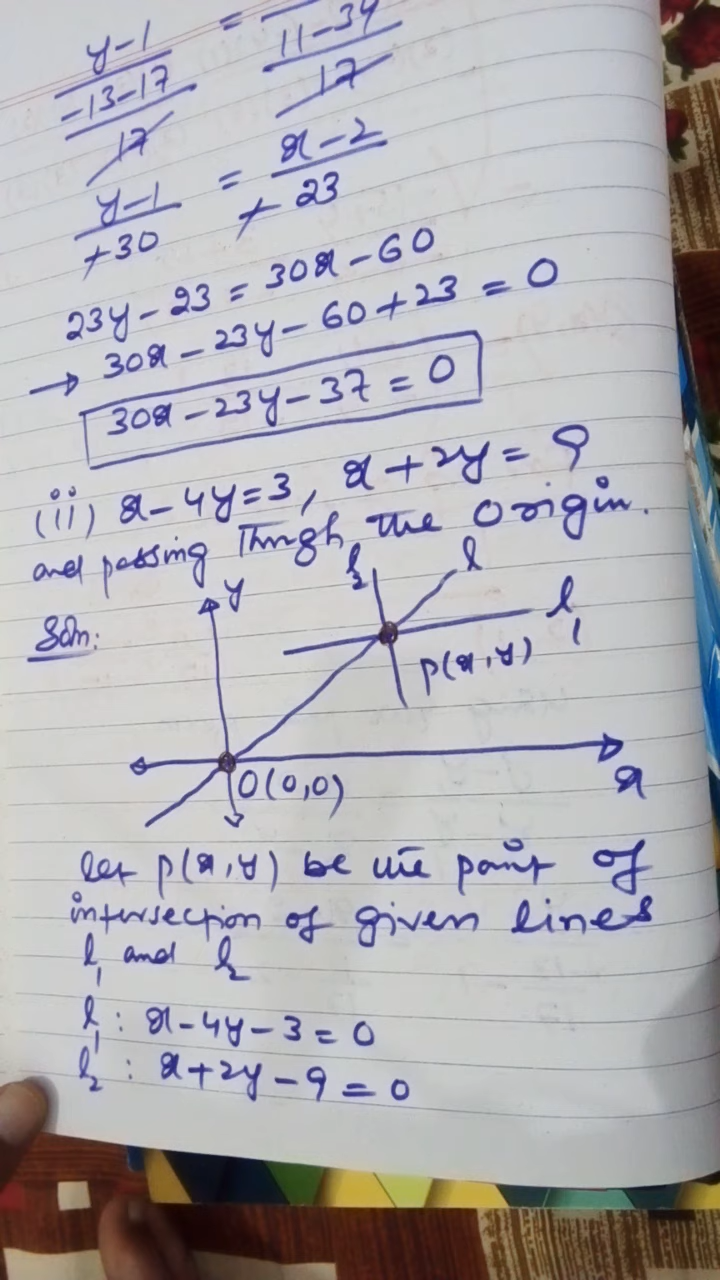 y-1/(-13-17/17) = /(11-34/17)
y-1/+30 = x-2/+23
23y - 23 = 30x - 60
→ 30x - 23y - 60 + 23 = 0
30x - 23y - 37 = 0
(ii) x - 4y = 3, x + 2y = 9
and passing Through the Origin.
Soln:
y
l₂
l
l₁
P(x,y)
O(0,0)
x
let P(x,y) be the point of
intersection of given lines
l₁ and l₂
l₁ : x - 4y - 3 = 0
l₂ : x + 2y - 9 = 0